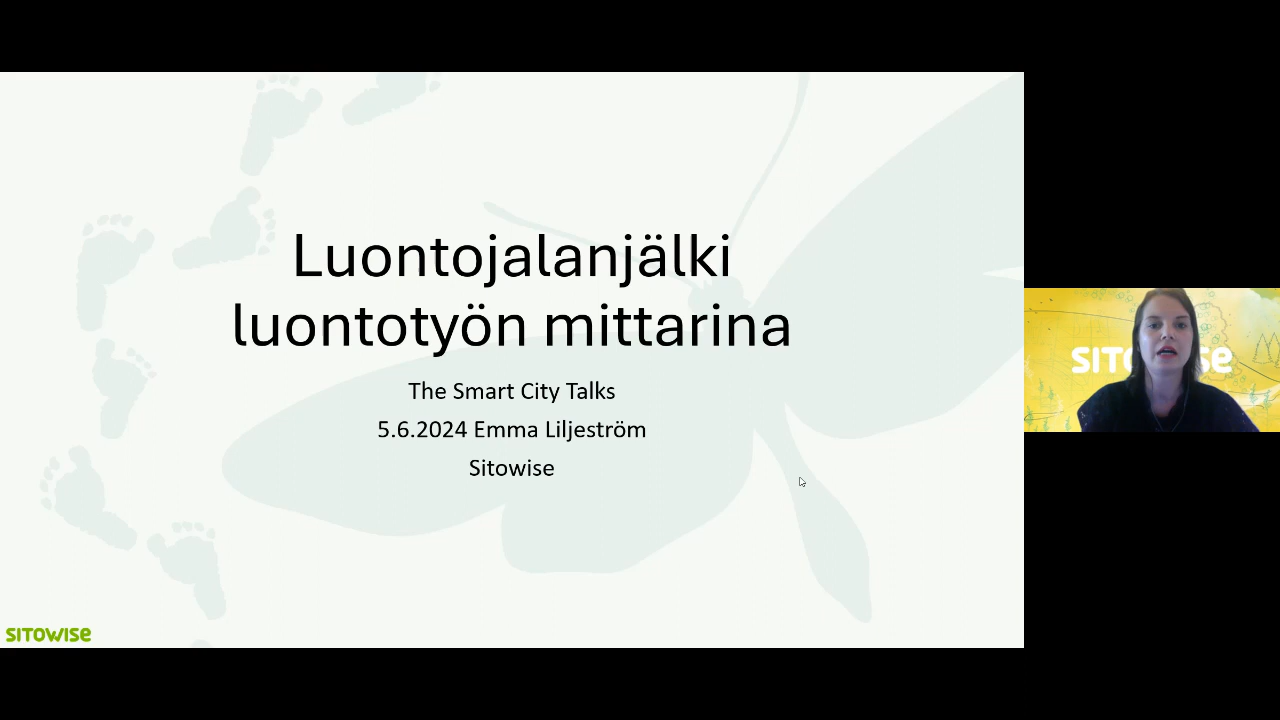 Luontojalanjälki
luontotyön mittarina
The Smart City Talks
5.6.2024 Emma Liljeström
Sitowise
SITOWISE